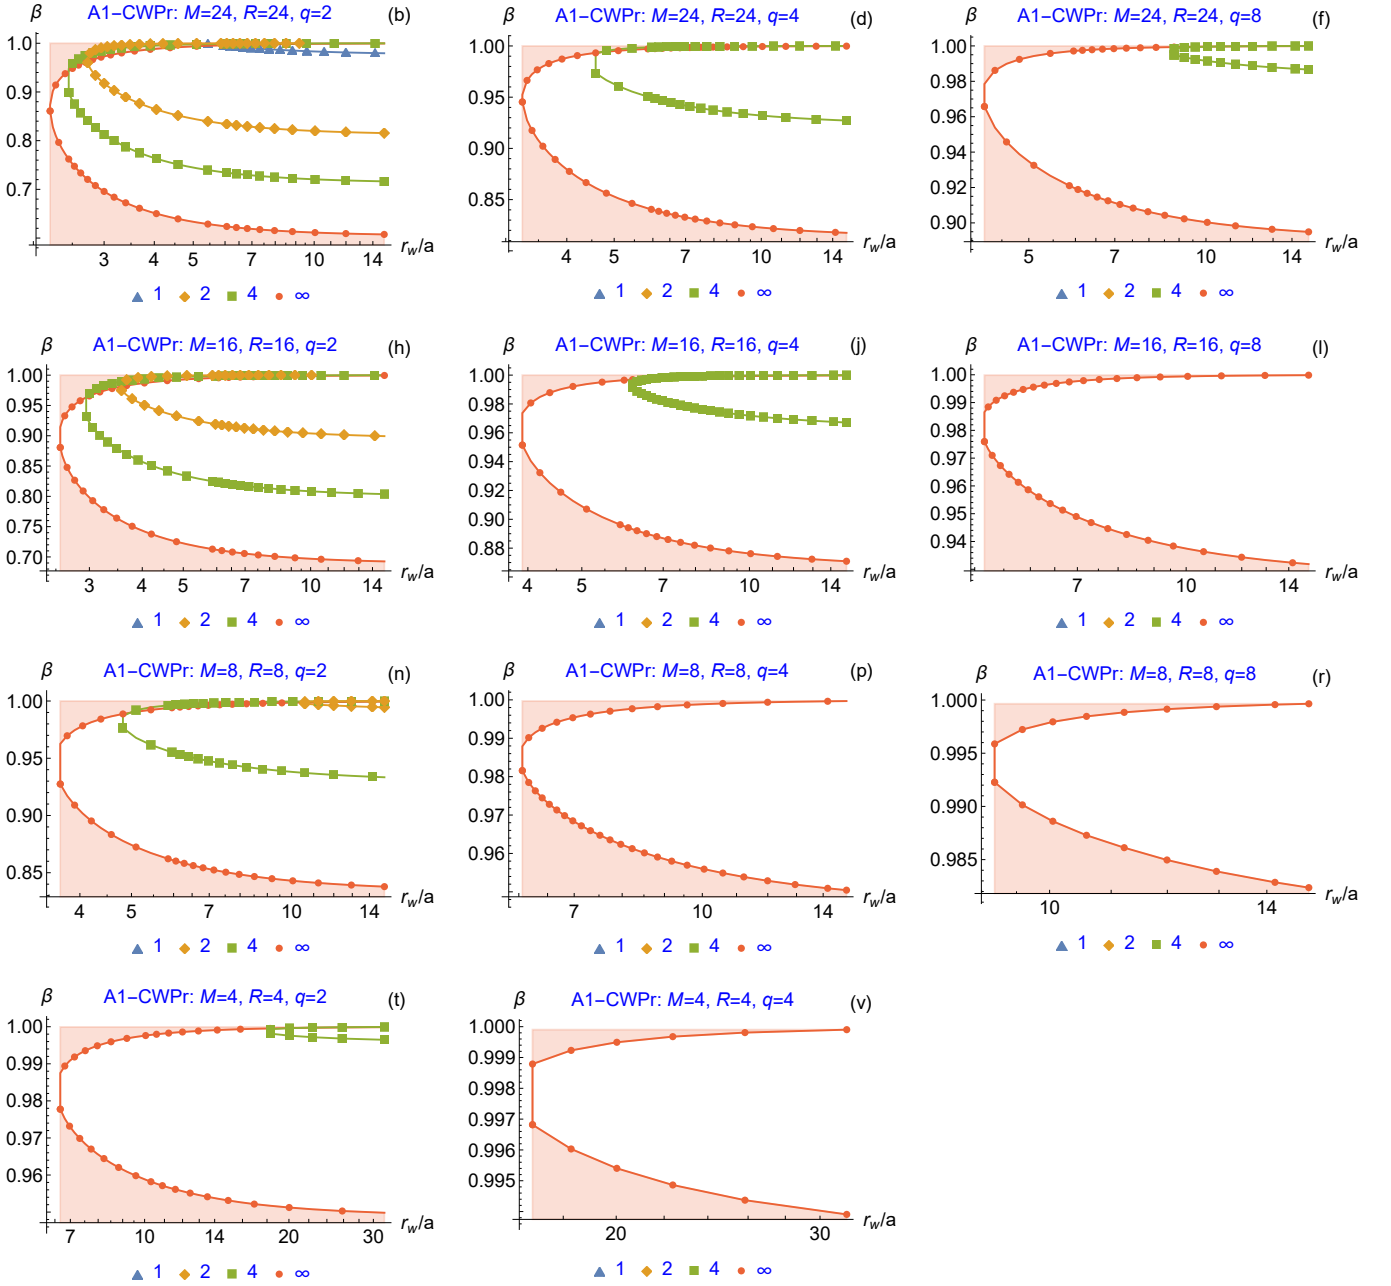 β A1−CWPr: M=24, R=24, q=2 (b)
1.0
0.9
0.8
0.7
3 4 5 7 10 14 r_w/a
1 2 4 ∞
β A1−CWPr: M=24, R=24, q=4 (d)
1.00
0.95
0.90
0.85
4 5 7 10 14 r_w/a
1 2 4 ∞
β A1−CWPr: M=24, R=24, q=8 (f)
1.00
0.98
0.96
0.94
0.92
0.90
5 7 10 14 r_w/a
1 2 4 ∞
β A1−CWPr: M=16, R=16, q=2 (h)
1.00
0.95
0.90
0.85
0.80
0.75
0.70
3 4 5 7 10 14 r_w/a
1 2 4 ∞
β A1−CWPr: M=16, R=16, q=4 (j)
1.00
0.98
0.96
0.94
0.92
0.90
0.88
4 5 7 10 14 r_w/a
1 2 4 ∞
β A1−CWPr: M=16, R=16, q=8 (l)
1.00
0.99
0.98
0.97
0.96
0.95
0.94
7 10 14 r_w/a
1 2 4 ∞
β A1−CWPr: M=8, R=8, q=2 (n)
1.00
0.95
0.90
0.85
4 5 7 10 14 r_w/a
1 2 4 ∞
β A1−CWPr: M=8, R=8, q=4 (p)
1.00
0.99
0.98
0.97
0.96
7 10 14 r_w/a
1 2 4 ∞
β A1−CWPr: M=8, R=8, q=8 (r)
1.000
0.995
0.990
0.985
10 14 r_w/a
1 2 4 ∞
β A1−CWPr: M=4, R=4, q=2 (t)
1.00
0.99
0.98
0.97
0.96
7 10 14 20 30 r_w/a
1 2 4 ∞
β A1−CWPr: M=4, R=4, q=4 (v)
1.000
0.999
0.998
0.997
0.996
0.995
20 30 r_w/a
1 2 4 ∞